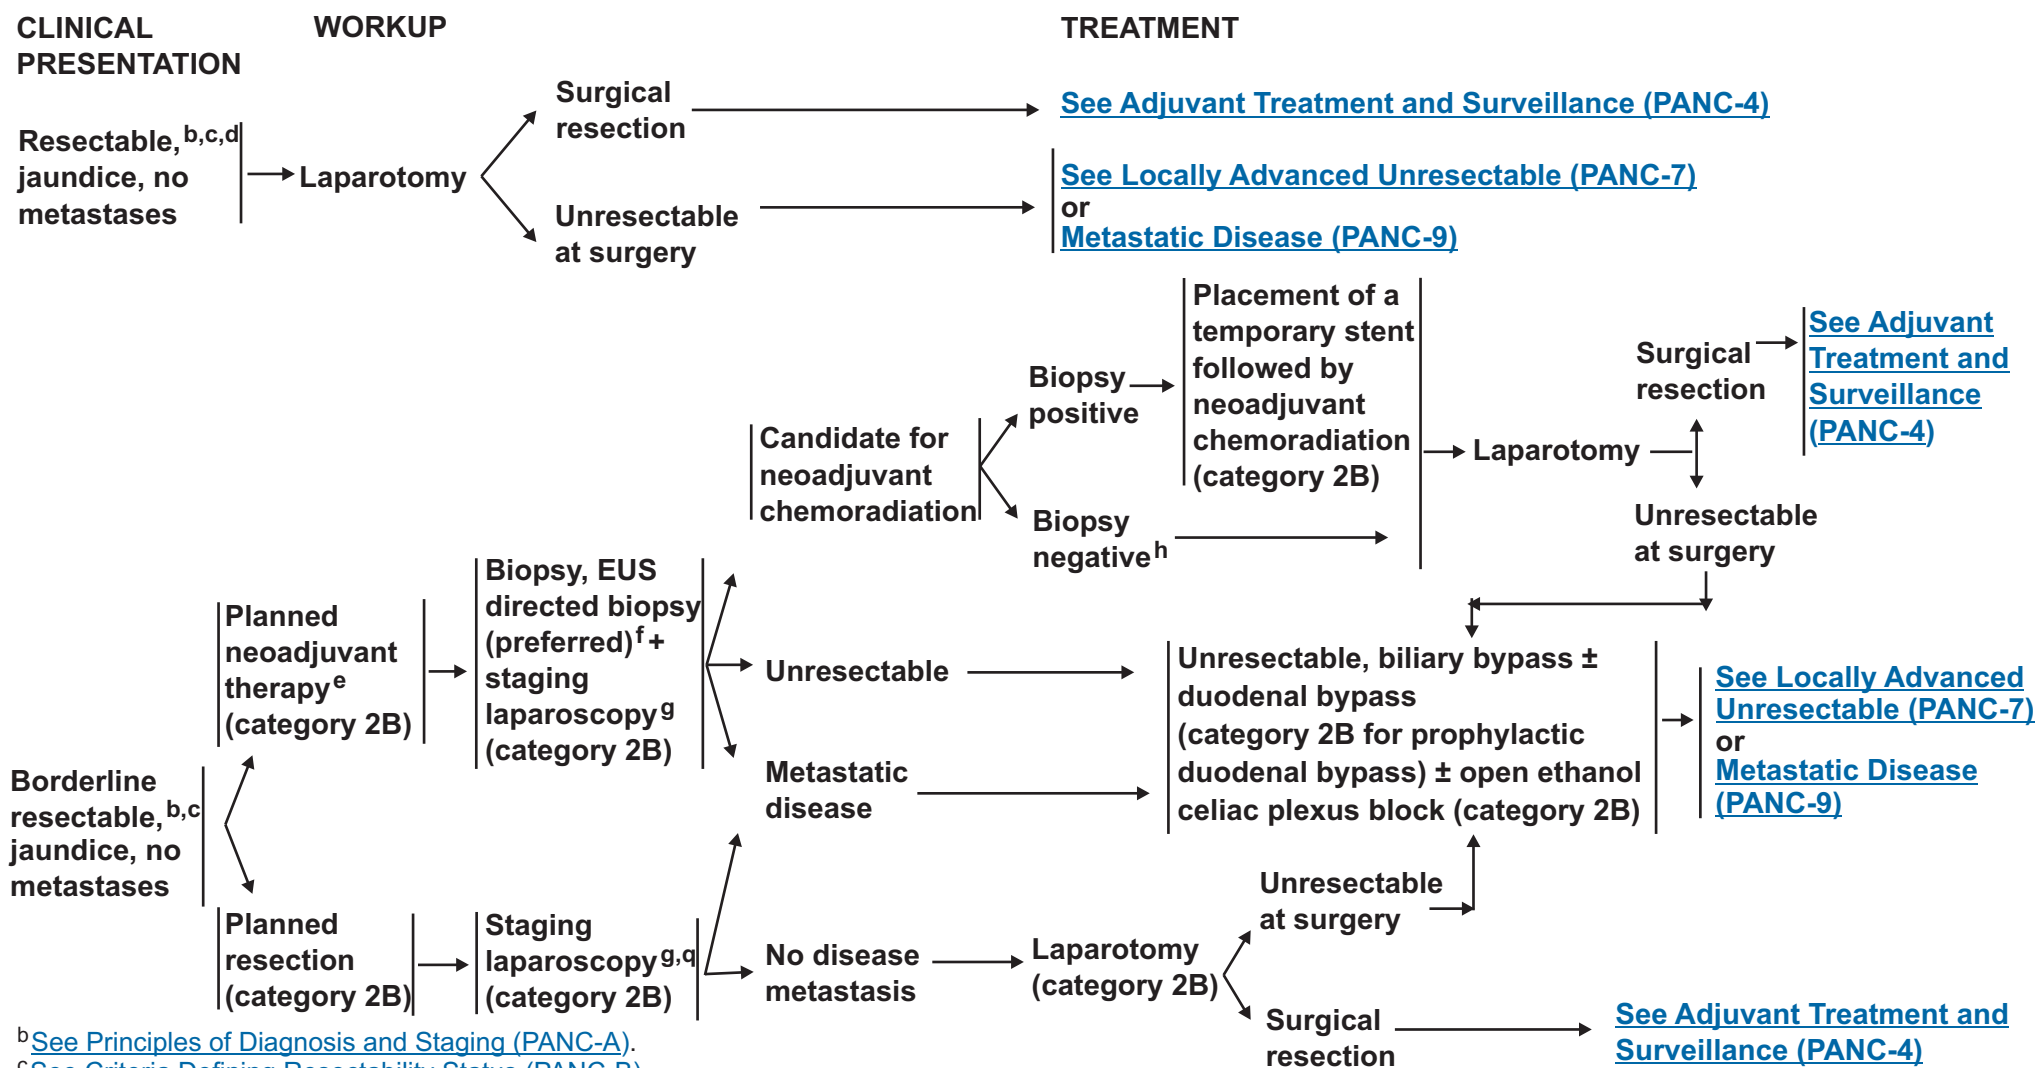 CLINICAL
PRESENTATION
WORKUP
TREATMENT
Resectable,b,c,d
jaundice, no
metastases
Laparotomy
Surgical
resection
See Adjuvant Treatment and Surveillance (PANC-4)
Unresectable
at surgery
See Locally Advanced Unresectable (PANC-7)
or
Metastatic Disease (PANC-9)
Borderline
resectable,b,c
jaundice, no
metastases
Planned
neoadjuvant
therapye
(category 2B)
Biopsy, EUS
directed biopsy
(preferred)f +
staging
laparoscopyg
(category 2B)
Candidate for
neoadjuvant
chemoradiation
Biopsy
positive
Placement of a
temporary stent
followed by
neoadjuvant
chemoradiation
(category 2B)
Biopsy
negativeh
Laparotomy
Surgical
resection
See Adjuvant
Treatment and
Surveillance
(PANC-4)
Unresectable
at surgery
Unresectable
Metastatic
disease
Unresectable, biliary bypass ±
duodenal bypass
(category 2B for prophylactic
duodenal bypass) ± open ethanol
celiac plexus block (category 2B)
See Locally Advanced
Unresectable (PANC-7)
or
Metastatic Disease
(PANC-9)
Planned
resection
(category 2B)
Staging
laparoscopyg,q
(category 2B)
No disease
metastasis
Laparotomy
(category 2B)
Unresectable
at surgery
Surgical
resection
See Adjuvant Treatment and
Surveillance (PANC-4)
bSee Principles of Diagnosis and Staging (PANC-A).
cSee Criteria Defining Resectability Status (PANC-B)